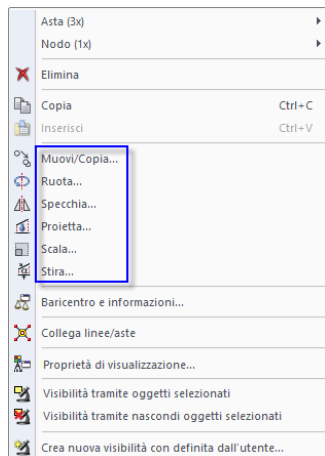 Asta (3x)
Nodo (1x)
Elimina
Copia Ctrl+C
Inserisci Ctrl+V
Muovi/Copia...
Ruota...
Specchia...
Proietta...
Scala...
Stira...
Baricentro e informazioni...
Collega linee/aste
Proprietà di visualizzazione...
Visibilità tramite oggetti selezionati
Visibilità tramite nascondi oggetti selezionati
Crea nuova visibilità con definita dall'utente...